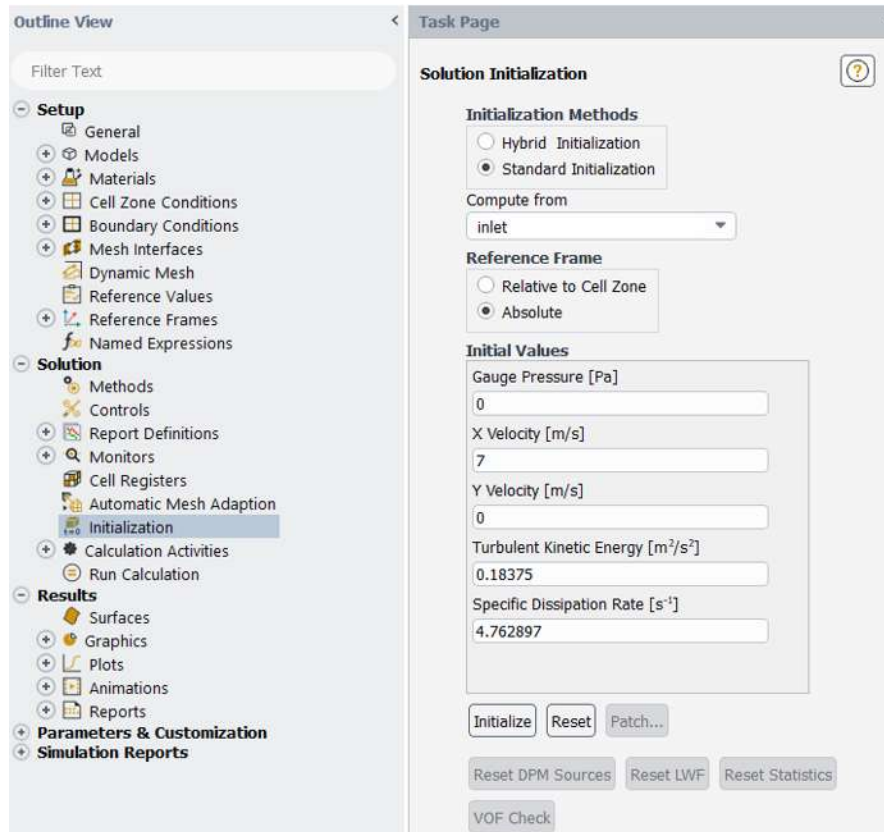 Outline View <
Filter Text
Setup
General
Models
Materials
Cell Zone Conditions
Boundary Conditions
Mesh Interfaces
Dynamic Mesh
Reference Values
Reference Frames
Named Expressions
Solution
Methods
Controls
Report Definitions
Monitors
Cell Registers
Automatic Mesh Adaption
Initialization
Calculation Activities
Run Calculation
Results
Surfaces
Graphics
Plots
Animations
Reports
Parameters & Customization
Simulation Reports
Task Page
Solution Initialization
?
Initialization Methods
Hybrid Initialization
Standard Initialization
Compute from
inlet
Reference Frame
Relative to Cell Zone
Absolute
Initial Values
Gauge Pressure [Pa]
0
X Velocity [m/s]
7
Y Velocity [m/s]
0
Turbulent Kinetic Energy [m²/s²]
0.18375
Specific Dissipation Rate [s⁻¹]
4.762897
Initialize Reset Patch...
Reset DPM Sources Reset LWF Reset Statistics
VOF Check